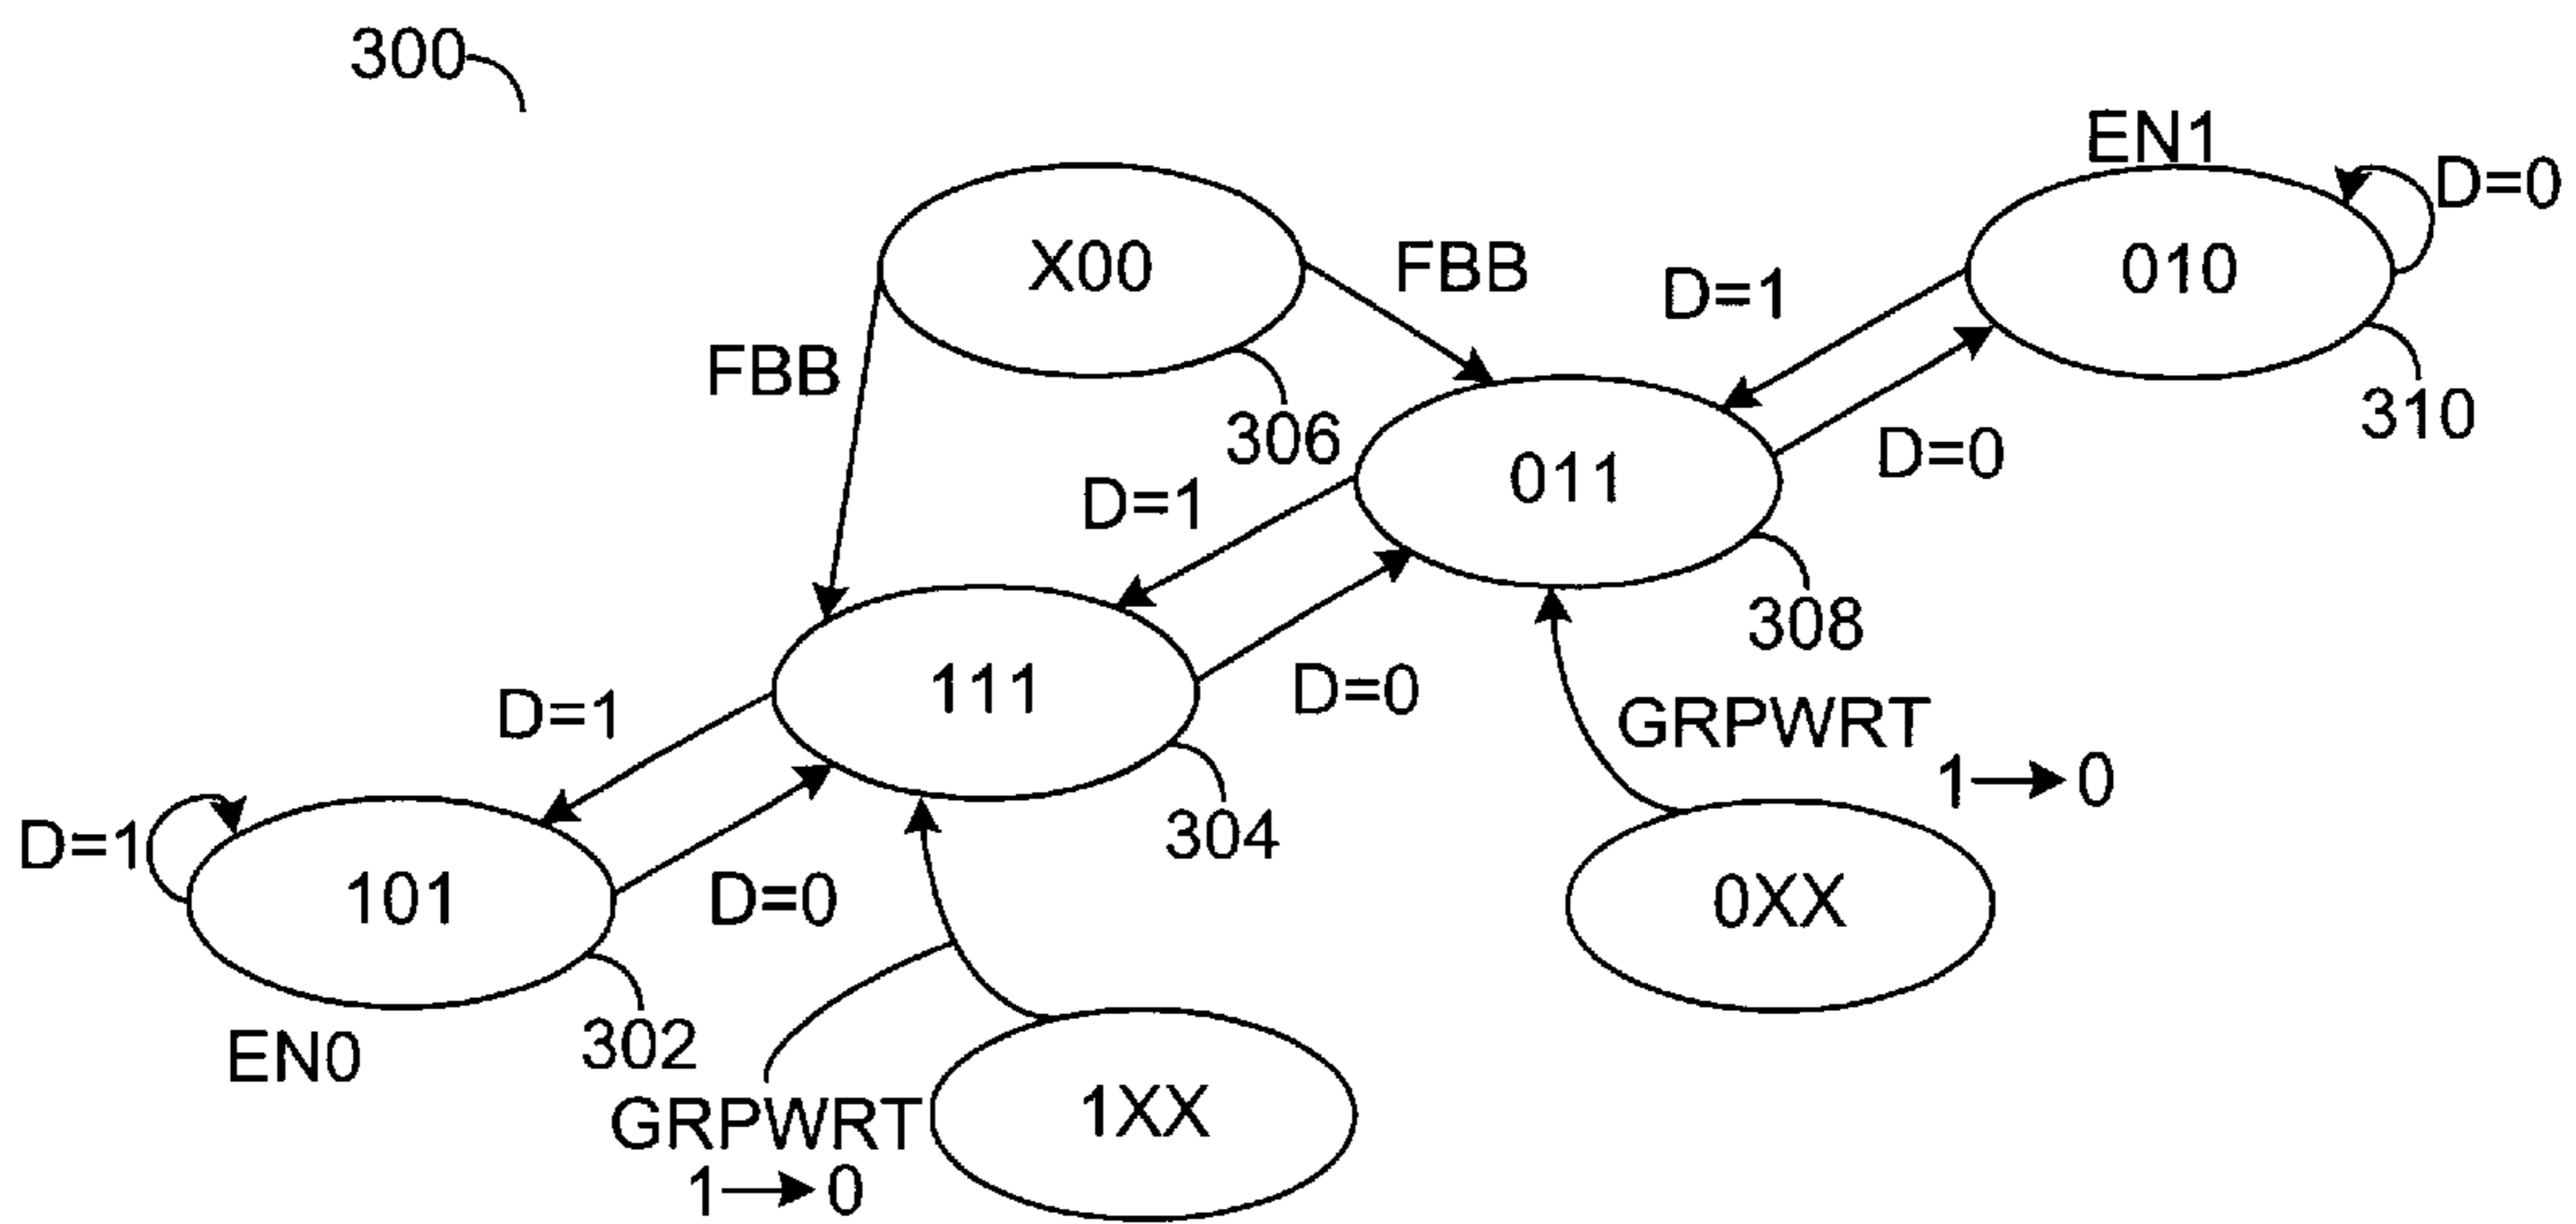 300
EN1
D=0
X00
010
FBB
D=1
FBB
306
310
D=0
011
D=1
308
111
D=0
D=1
GRPWRT
1→0
304
D=1
101
D=0
0XX
302
EN0
GRPWRT
1→0
1XX